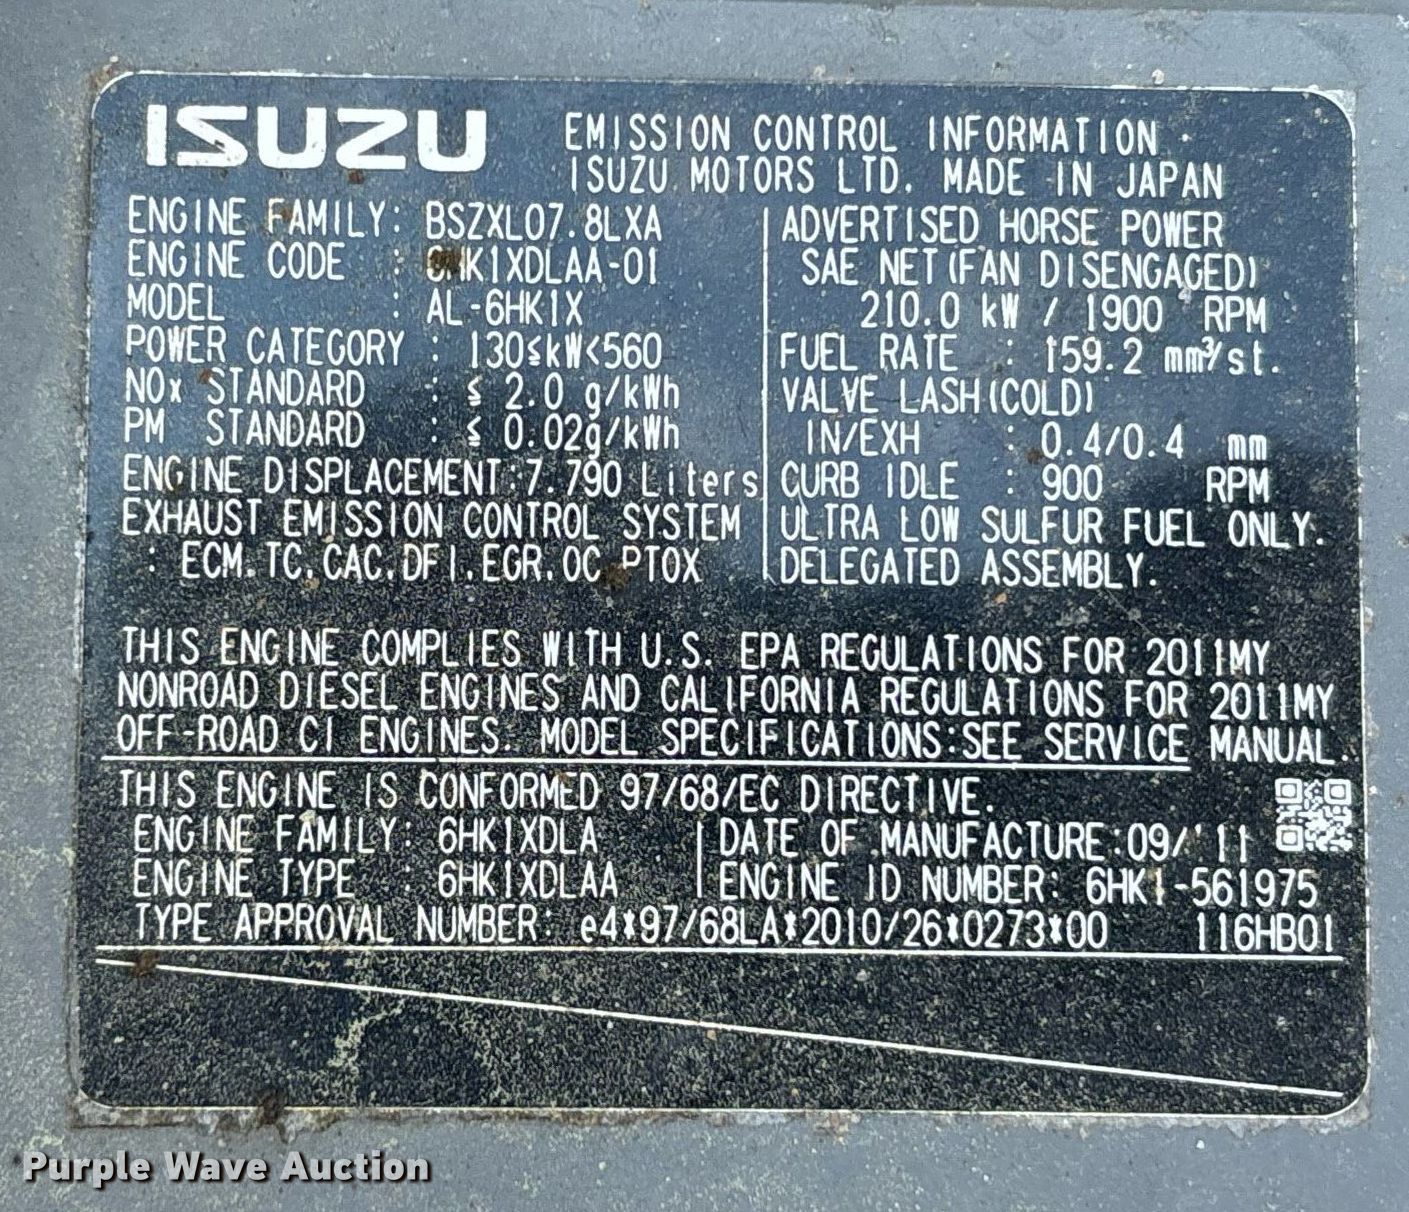 ISUZU
EMISSION CONTROL INFORMATION
ISUZU MOTORS LTD. MADE IN JAPAN
ENGINE FAMILY: BSZXL07.8LXA
ENGINE CODE : 6HK1XDLAA-01
MODEL : AL-6HK1X
POWER CATEGORY : 130≤kW<560
NOx STANDARD : ≤ 2.0 g/kWh
PM STANDARD : ≤ 0.02g/kWh
ENGINE DISPLACEMENT:7.790 Liters
EXHAUST EMISSION CONTROL SYSTEM
: ECM.TC.CAC.DFI.EGR.OC PTOX
ADVERTISED HORSE POWER
SAE NET(FAN DISENGAGED)
210.0 kW / 1900 RPM
FUEL RATE : 159.2 mm³/st.
VALVE LASH(COLD)
IN/EXH : 0.4/0.4 mm
CURB IDLE : 900 RPM
ULTRA LOW SULFUR FUEL ONLY.
DELEGATED ASSEMBLY.
THIS ENGINE COMPLIES WITH U.S. EPA REGULATIONS FOR 2011MY
NONROAD DIESEL ENGINES AND CALIFORNIA REGULATIONS FOR 2011MY
OFF-ROAD CI ENGINES. MODEL SPECIFICATIONS:SEE SERVICE MANUAL.
THIS ENGINE IS CONFORMED 97/68/EC DIRECTIVE.
ENGINE FAMILY: 6HK1XDLA
ENGINE TYPE : 6HK1XDLAA
DATE OF MANUFACTURE:09/'11
ENGINE ID NUMBER: 6HK1-561975
TYPE APPROVAL NUMBER: e4*97/68LA*2010/26*0273*00 116HB01
Purple Wave Auction